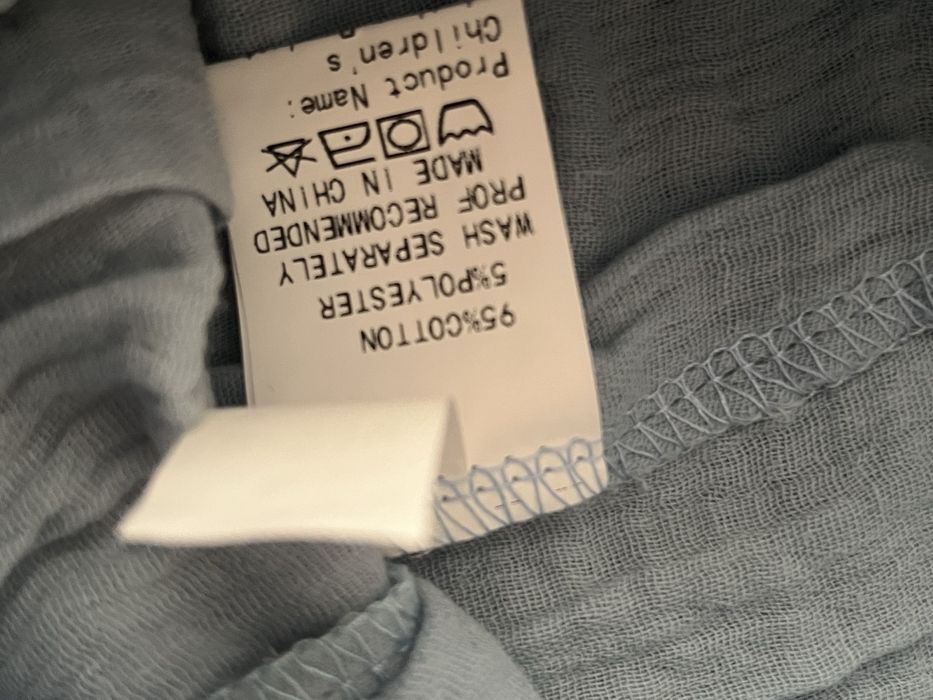 95%COTTON
5%POLYESTER
WASH SEPARATELY
PROF RECOMMENDED
MADE IN CHINA
Product Name:
Children's